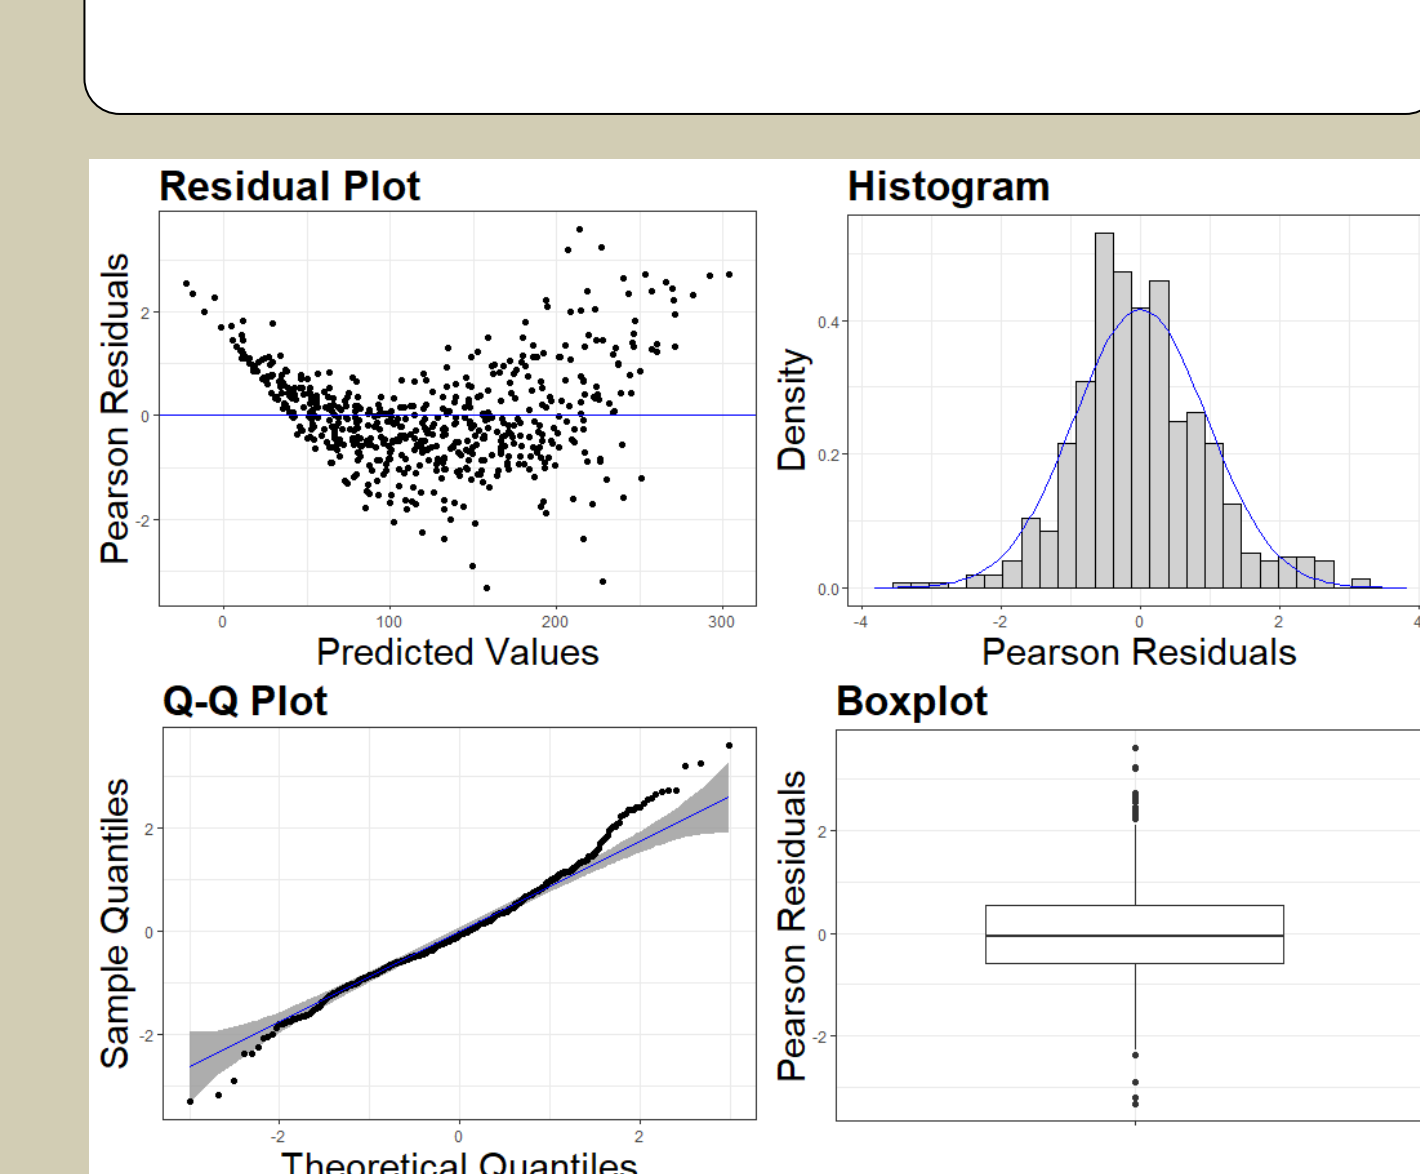 Residual Plot
Pearson Residuals
2
0
-2
0 100 200 300
Predicted Values
Histogram
Density
0.4
0.2
0.0
-4 -2 0 2 4
Pearson Residuals
Q-Q Plot
Sample Quantiles
2
0
-2
-2 0 2
Theoretical Quantiles
Boxplot
Pearson Residuals
2
0
-2